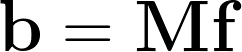 b = Mf